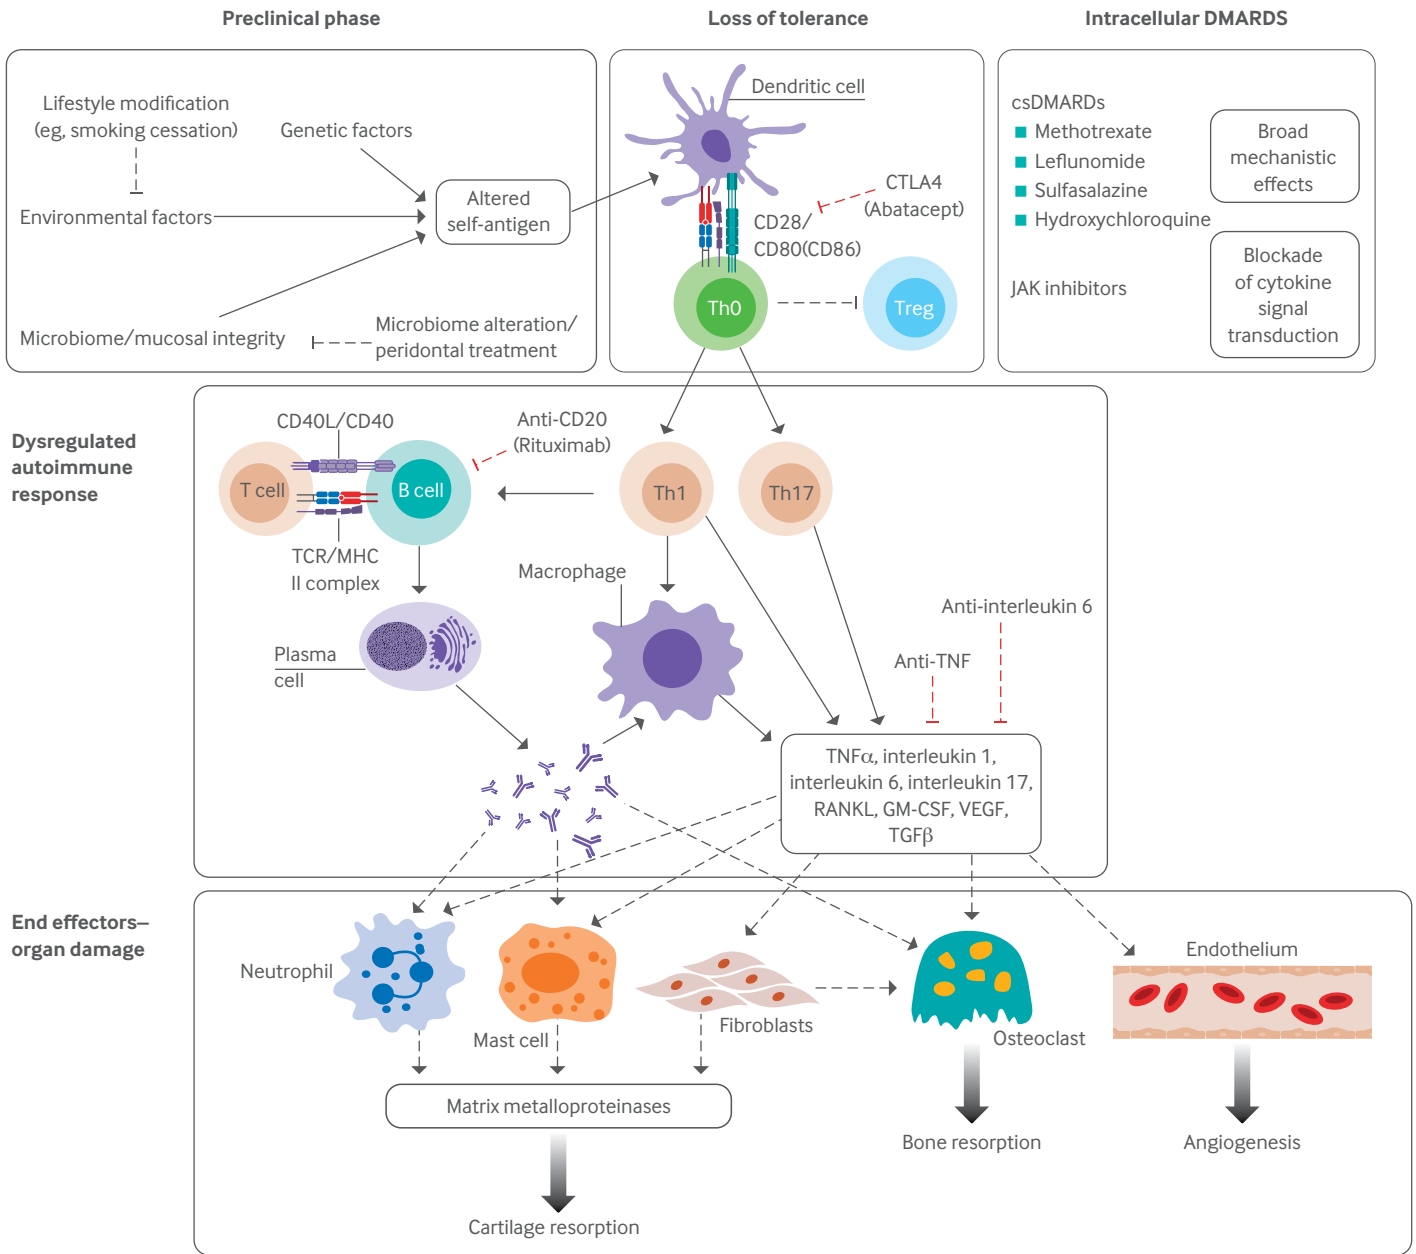 Preclinical phase
Loss of tolerance
Intracellular DMARDS
Lifestyle modification
(eg, smoking cessation)
Genetic factors
Environmental factors
Altered
self-antigen
Microbiome/mucosal integrity
Microbiome alteration/
peridontal treatment
Dendritic cell
CTLA4
(Abatacept)
CD28/
CD80(CD86)
Th0
Treg
csDMARDs
Methotrexate
Leflunomide
Sulfasalazine
Hydroxychloroquine
Broad
mechanistic
effects
JAK inhibitors
Blockade
of cytokine
signal
transduction
Dysregulated
autoimmune
response
CD40L/CD40
Anti-CD20
(Rituximab)
T cell
B cell
Th1
Th17
TCR/MHC
II complex
Macrophage
Plasma
cell
Anti-interleukin 6
Anti-TNF
TNFα, interleukin 1,
interleukin 6, interleukin 17,
RANKL, GM-CSF, VEGF,
TGFβ
End effectors–
organ damage
Neutrophil
Mast cell
Fibroblasts
Osteoclast
Endothelium
Matrix metalloproteinases
Bone resorption
Angiogenesis
Cartilage resorption